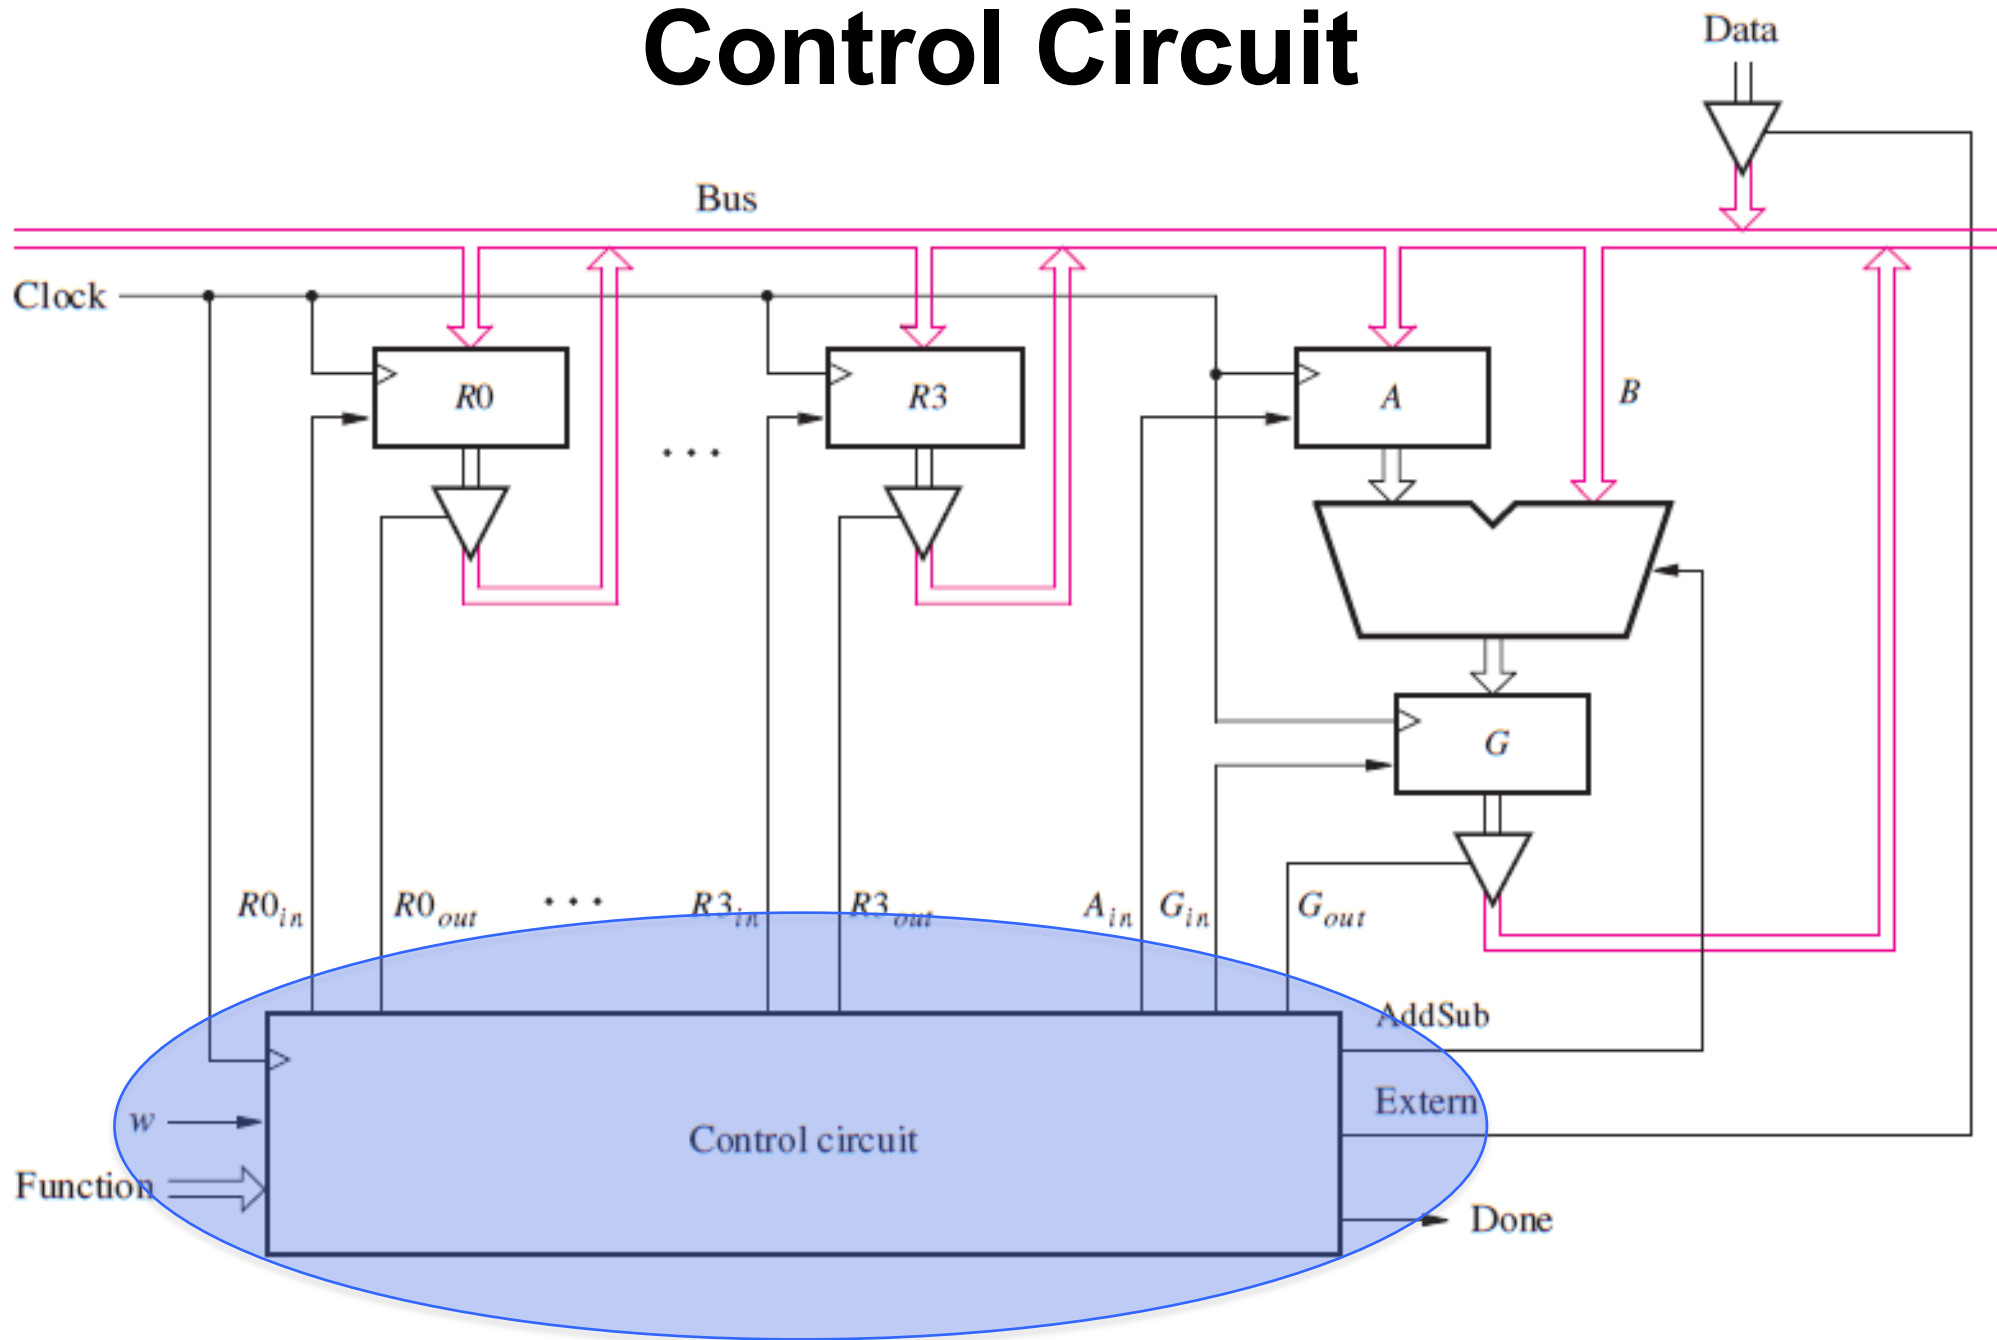 Control Circuit
Data
Bus
Clock
R0
R3
A
B
. . .
G
R0in
R0out
. . .
R3in
R3out
Ain
Gin
Gout
AddSub
Extern
w
Control circuit
Function
Done